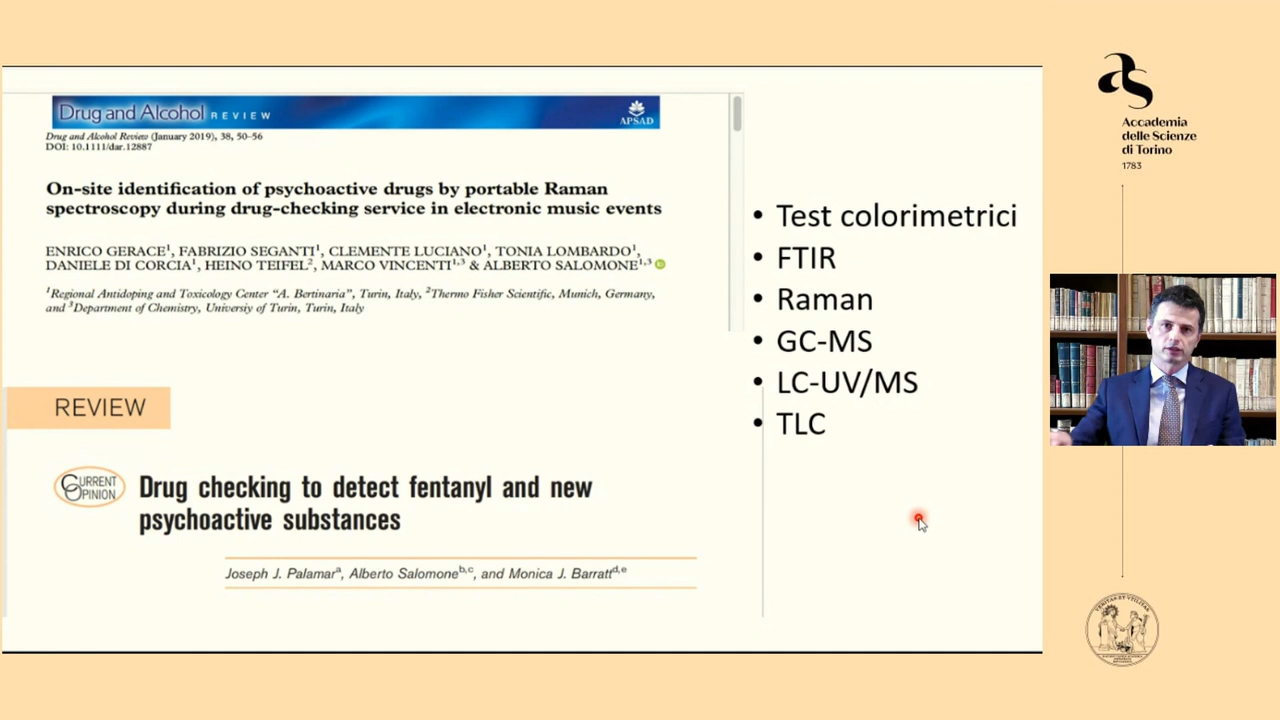 Drug and Alcohol REVIEW
APSAD
Drug and Alcohol Review (January 2019), 38, 50–56
DOI: 10.1111/dar.12887
On-site identification of psychoactive drugs by portable Raman
spectroscopy during drug-checking service in electronic music events
ENRICO GERACE1, FABRIZIO SEGANTI1, CLEMENTE LUCIANO1, TONIA LOMBARDO1,
DANIELE DI CORCIA1, HEINO TEIFEL2, MARCO VINCENTI1,3 & ALBERTO SALOMONE1,3
1Regional Antidoping and Toxicology Center “A. Bertinaria”, Turin, Italy, 2Thermo Fisher Scientific, Munich, Germany,
and 3Department of Chemistry, Universiy of Turin, Turin, Italy
REVIEW
CURRENT
OPINION
Drug checking to detect fentanyl and new
psychoactive substances
Joseph J. Palamara, Alberto Salomoneb,c, and Monica J. Barrattd,e
• Test colorimetrici
• FTIR
• Raman
• GC-MS
• LC-UV/MS
• TLC
as
Accademia
delle Scienze
di Torino
1783
VERITAS ET VTILITAS